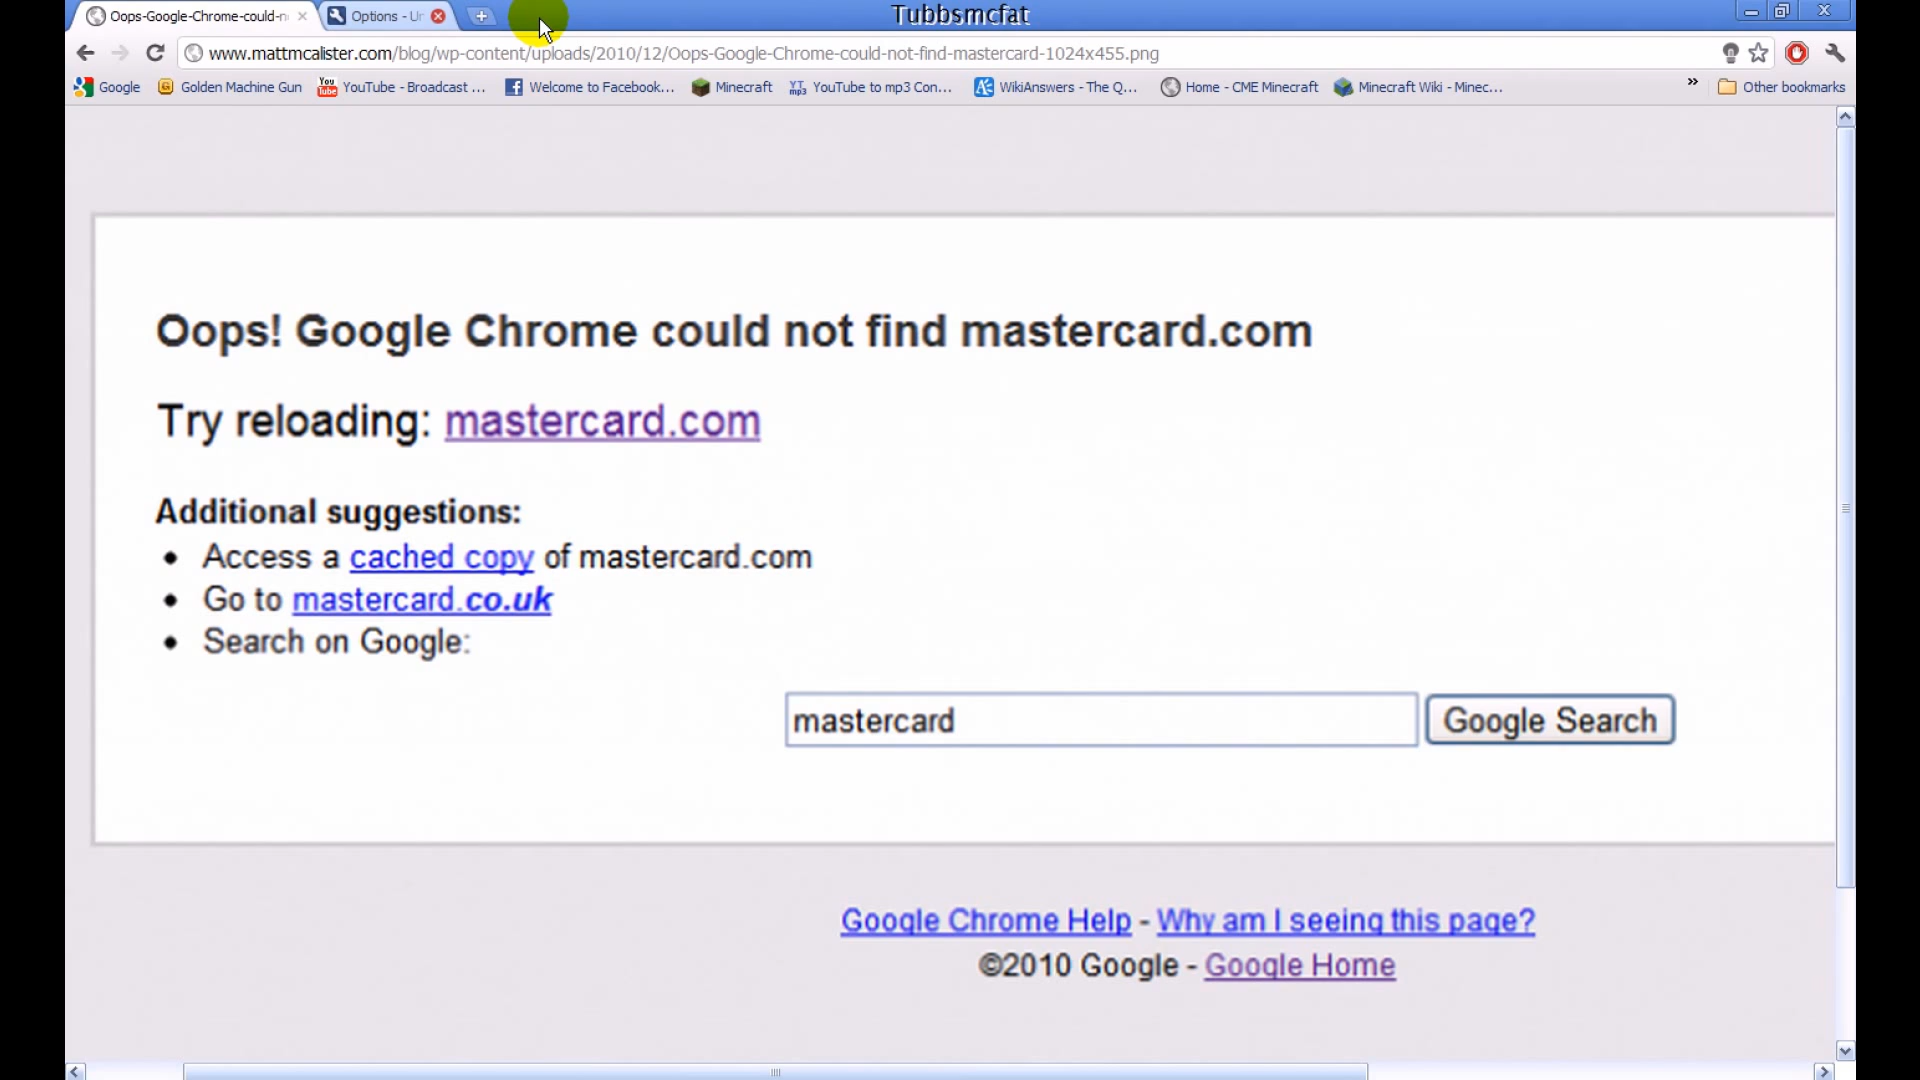 Oops-Google-Chrome-could-n
Options - Un
Tubbsmcfat
www.mattmcalister.com/blog/wp-content/uploads/2010/12/Oops-Google-Chrome-could-not-find-mastercard-1024x455.png
Google
Golden Machine Gun
YouTube - Broadcast ...
Welcome to Facebook...
Minecraft
YouTube to mp3 Con...
WikiAnswers - The Q...
Home - CME Minecraft
Minecraft Wiki - Minec...
» Other bookmarks
Oops! Google Chrome could not find mastercard.com
Try reloading: mastercard.com
Additional suggestions:
• Access a cached copy of mastercard.com
• Go to mastercard.co.uk
• Search on Google:
mastercard Google Search
Google Chrome Help - Why am I seeing this page?
©2010 Google - Google Home